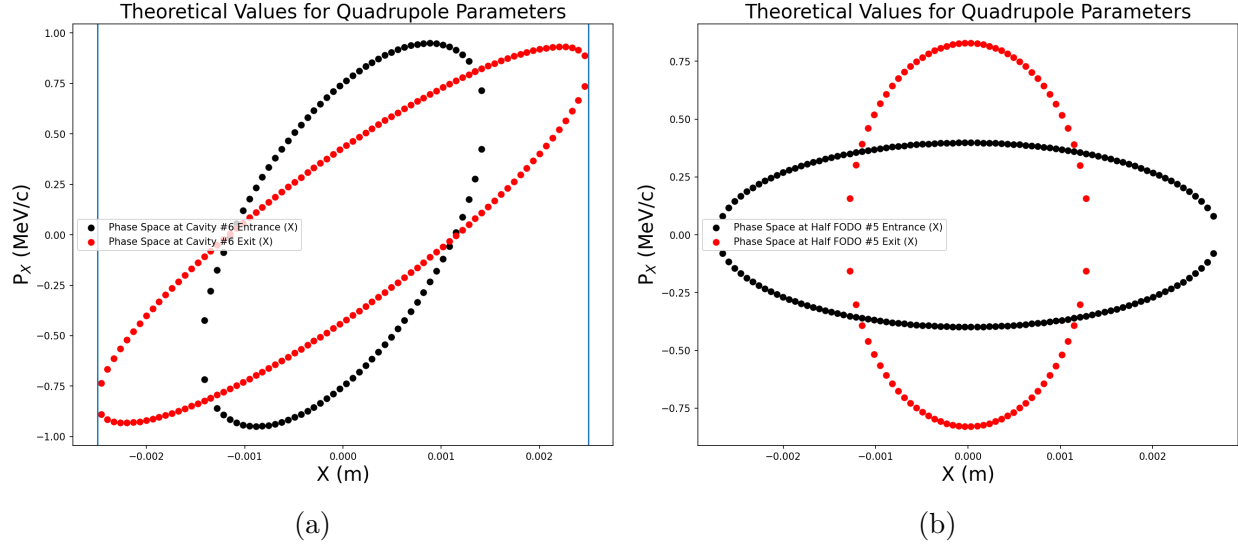 Theoretical Values for Quadrupole Parameters
1.00
0.75
0.50
0.25
0.00
−0.25
−0.50
−0.75
−1.00
P_X (MeV/c)
Phase Space at Cavity #6 Entrance (X)
Phase Space at Cavity #6 Exit (X)
−0.002
−0.001
0.000
0.001
0.002
X (m)
(a)
Theoretical Values for Quadrupole Parameters
0.75
0.50
0.25
0.00
−0.25
−0.50
−0.75
P_X (MeV/c)
Phase Space at Half FODO #5 Entrance (X)
Phase Space at Half FODO #5 Exit (X)
−0.002
−0.001
0.000
0.001
0.002
X (m)
(b)